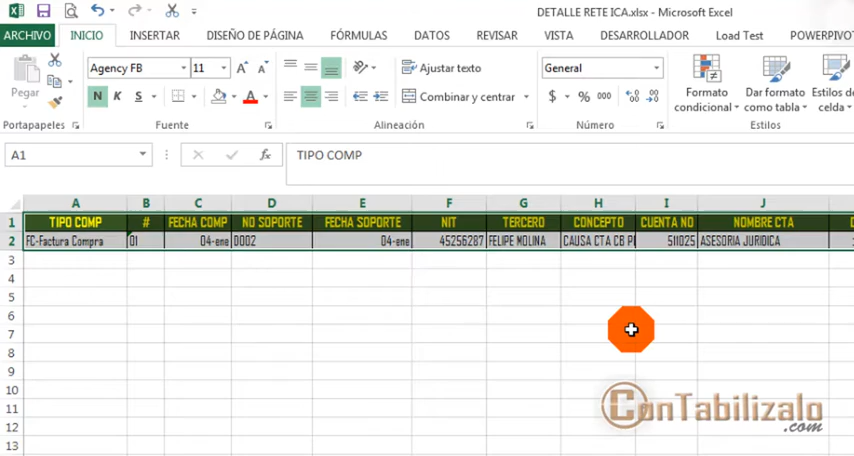 DETALLE RETE ICA.xlsx - Microsoft Excel
ARCHIVO INICIO INSERTAR DISEÑO DE PÁGINA FÓRMULAS DATOS REVISAR VISTA DESARROLLADOR Load Test POWERPIVOT
Pegar
Agency FB 11
N K S
Ajustar texto
Combinar y centrar
General
$ % 000
Formato condicional
Dar formato como tabla
Estilos de celda
Portapapeles Fuente Alineación Número Estilos
A1 fx TIPO COMP
A B C D E F G H I J
1 TIPO COMP # FECHA COMP NO SOPORTE FECHA SOPORTE NIT TERCERO CONCEPTO CUENTA NO NOMBRE CTA
2 FC-Factura Compra 01 04-ene 0002 04-ene 45256287 FELIPE MOLINA CAUSA CTA CB 511025 ASESORIA JURIDICA
3
4
5
6
7
8
9
10
11
12
13
ConTabilizalo
.com